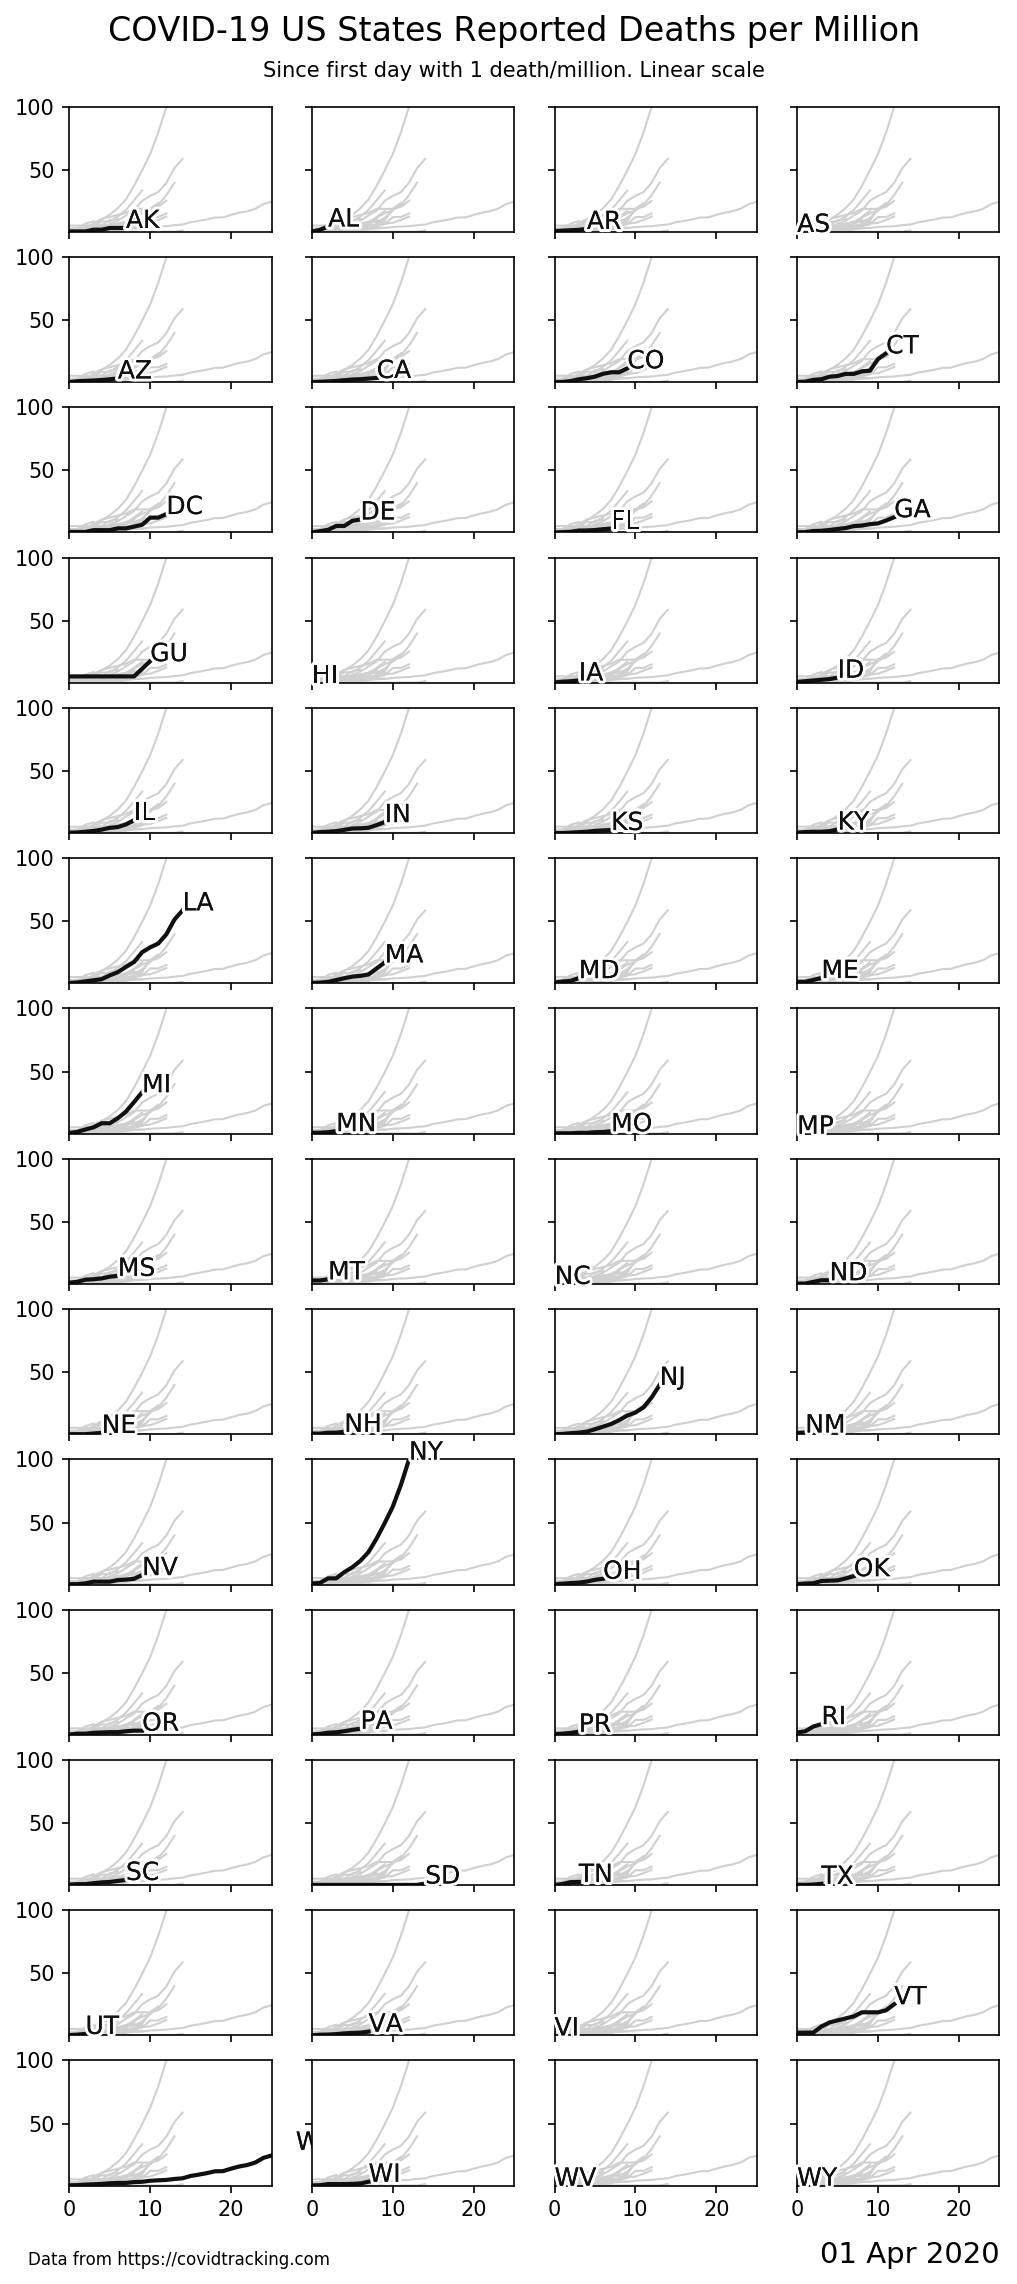 COVID-19 US States Reported Deaths per Million
Since first day with 1 death/million. Linear scale
100
50
AK AL AR AS
100
50
AZ CA CO CT
100
50
DC DE FL GA
100
50
GU HI IA ID
100
50
IL IN KS KY
100
50
LA MA MD ME
100
50
MI MN MO MP
100
50
MS MT NC ND
100
50
NE NH NJ NM
NY
100
50
NV OH OK
100
50
OR PA PR RI
100
50
SC SD TN TX
100
50
UT VA VI VT
100
50
W WI WV WY
0 10 20 0 10 20 0 10 20 0 10 20
Data from https://covidtracking.com
01 Apr 2020